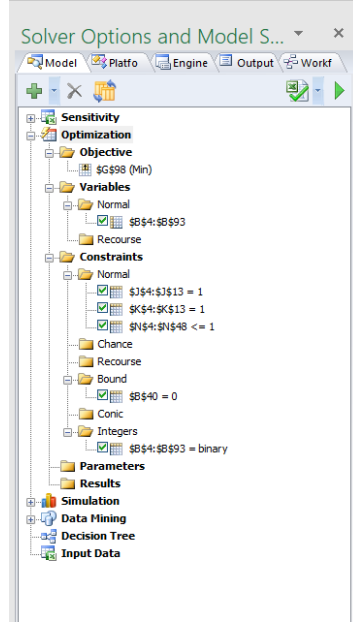 Solver Options and Model S...
Model Platfo Engine Output Workf
Sensitivity
Optimization
Objective
$G$98 (Min)
Variables
Normal
$B$4:$B$93
Recourse
Constraints
Normal
$J$4:$J$13 = 1
$K$4:$K$13 = 1
$N$4:$N$48 <= 1
Chance
Recourse
Bound
$B$40 = 0
Conic
Integers
$B$4:$B$93 = binary
Parameters
Results
Simulation
Data Mining
Decision Tree
Input Data